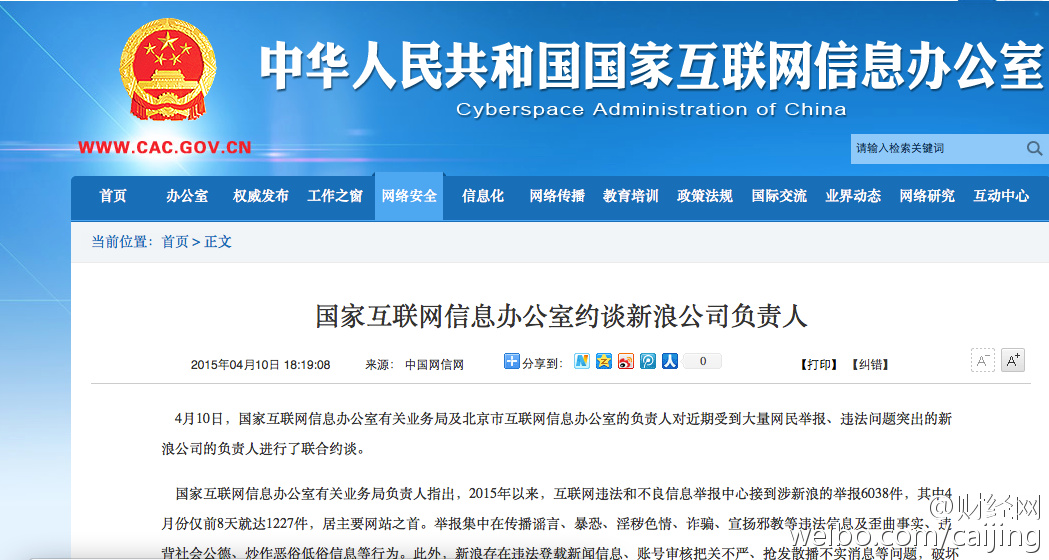 中华人民共和国国家互联网信息办公室
Cyberspace Administration of China
WWW.CAC.GOV.CN
请输入检索关键词
首页 办公室 权威发布 工作之窗 网络安全 信息化 网络传播 教育培训 政策法规 国际交流 业界动态 网络研究 互动中心
当前位置：首页 > 正文
国家互联网信息办公室约谈新浪公司负责人
2015年04月10日 18:19:08 来源： 中国网信网 分享到： 0 【打印】 【纠错】 A- A+
4月10日，国家互联网信息办公室有关业务局及北京市互联网信息办公室的负责人对近期受到大量网民举报、违法问题突出的新
浪公司的负责人进行了联合约谈。
国家互联网信息办公室有关业务局负责人指出，2015年以来，互联网违法和不良信息举报中心接到涉新浪的举报6038件，其中4
月份仅前8天就达1227件，居主要网站之首。举报集中在传播谣言、暴恐、淫秽色情、诈骗、宣扬邪教等违法信息及歪曲事实、违
背社会公德、炒作恶俗低俗信息等行为。此外，新浪存在违法登载新闻信息、账号审核把关不严、抢发散播不实消息等问题，破坏
@财经网
weibo.com/caijing